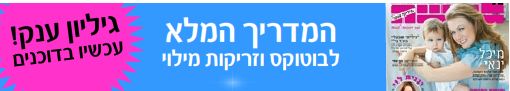 גיליון ענק!
עכשיו בדוכנים
המדריך המלא
לבוטוקס וזריקות מילוי
מיכל
ינאי